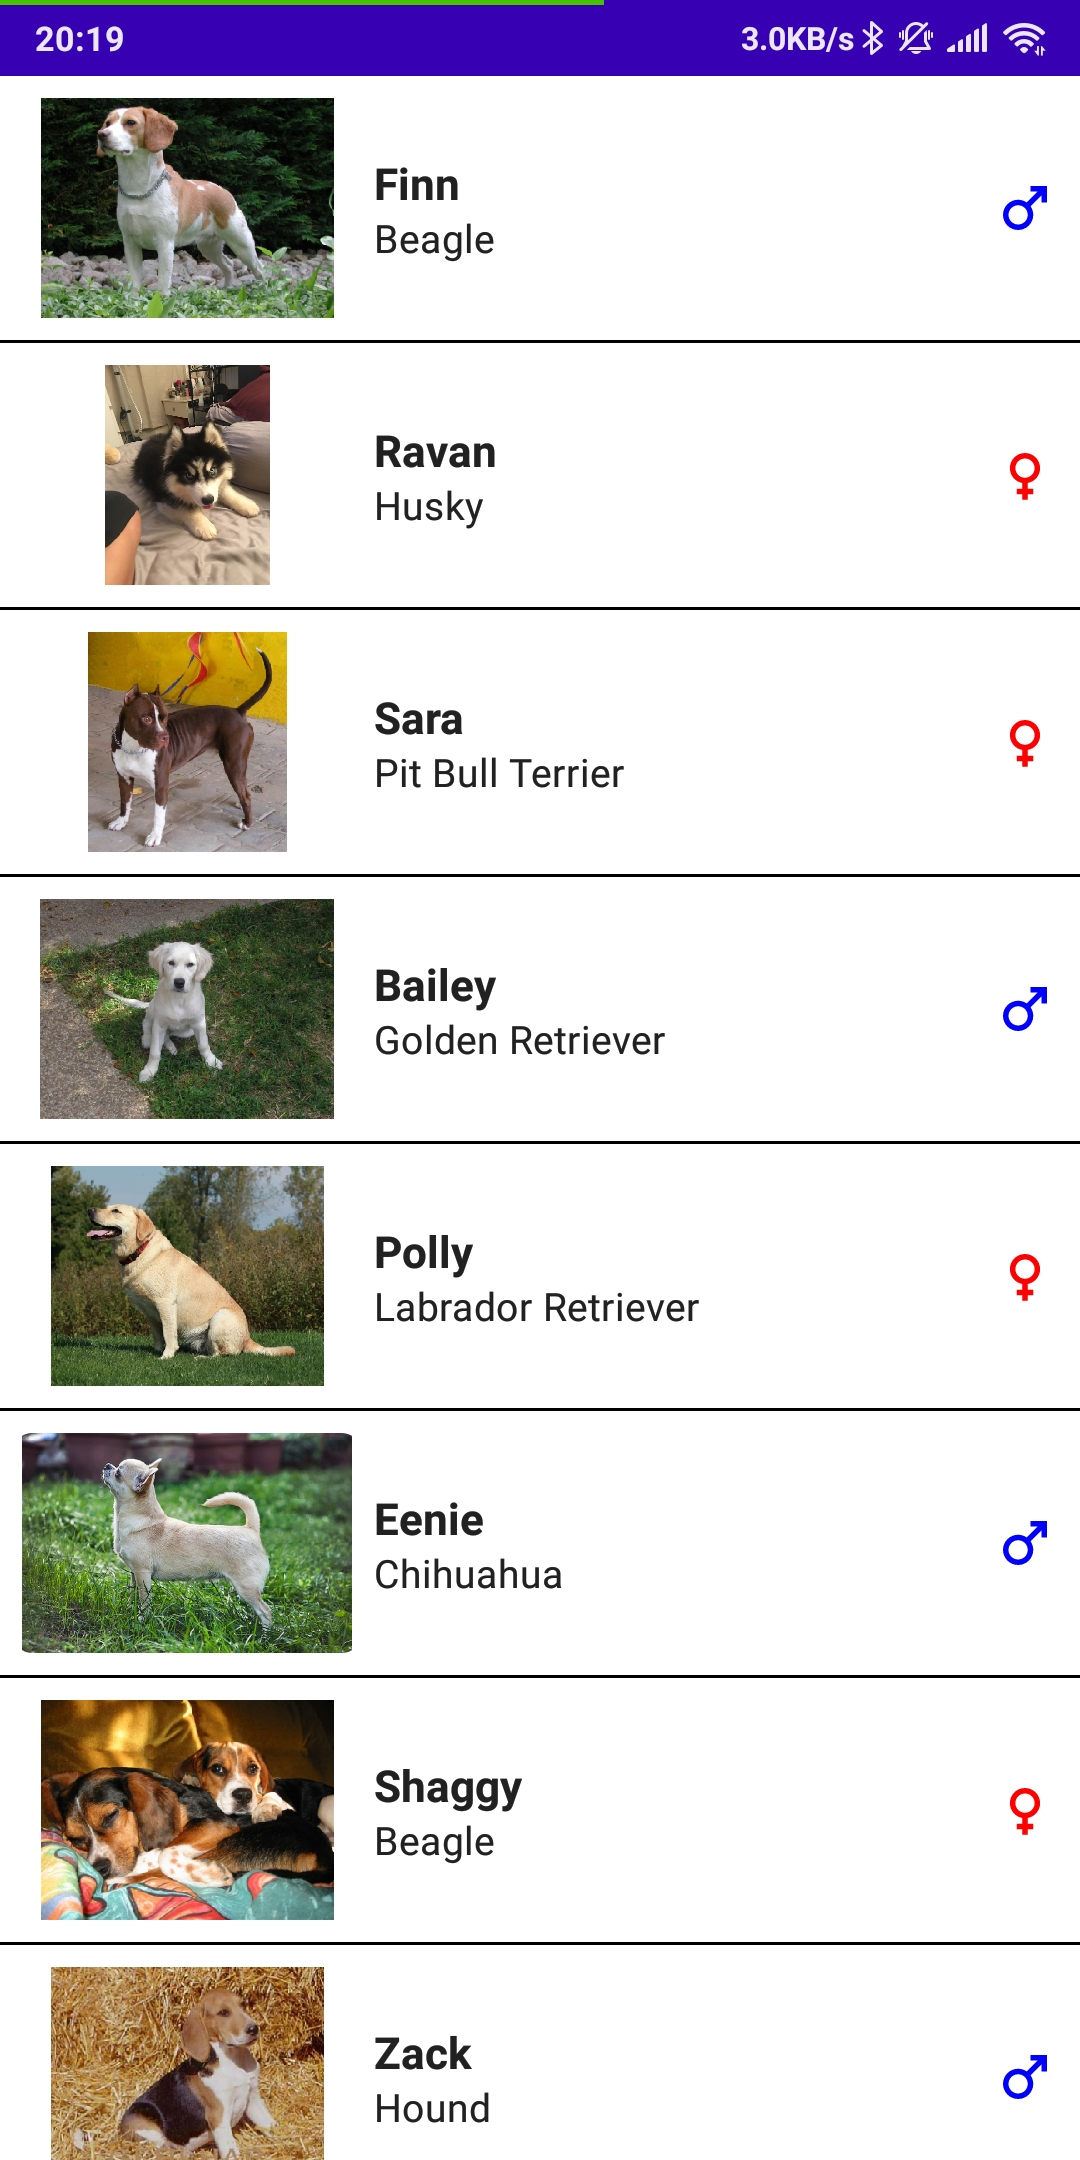 20:19 3.0KB/s
Finn
Beagle
Ravan
Husky
Sara
Pit Bull Terrier
Bailey
Golden Retriever
Polly
Labrador Retriever
Eenie
Chihuahua
Shaggy
Beagle
Zack
Hound